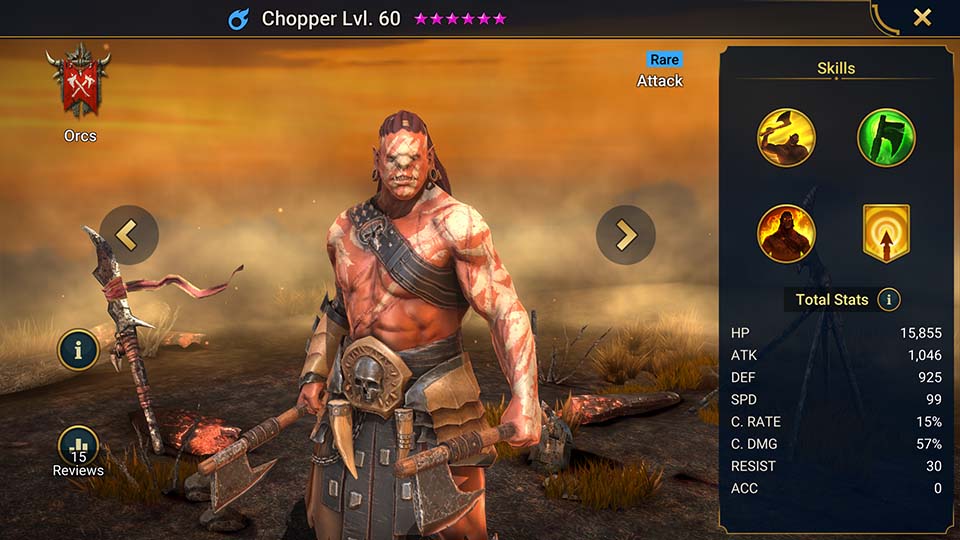 Chopper Lvl. 60
Orcs
Rare
Attack
Skills
Total Stats
i
HP 15,855
ATK 1,046
DEF 925
SPD 99
C. RATE 15%
C. DMG 57%
RESIST 30
ACC 0
i
15
Reviews